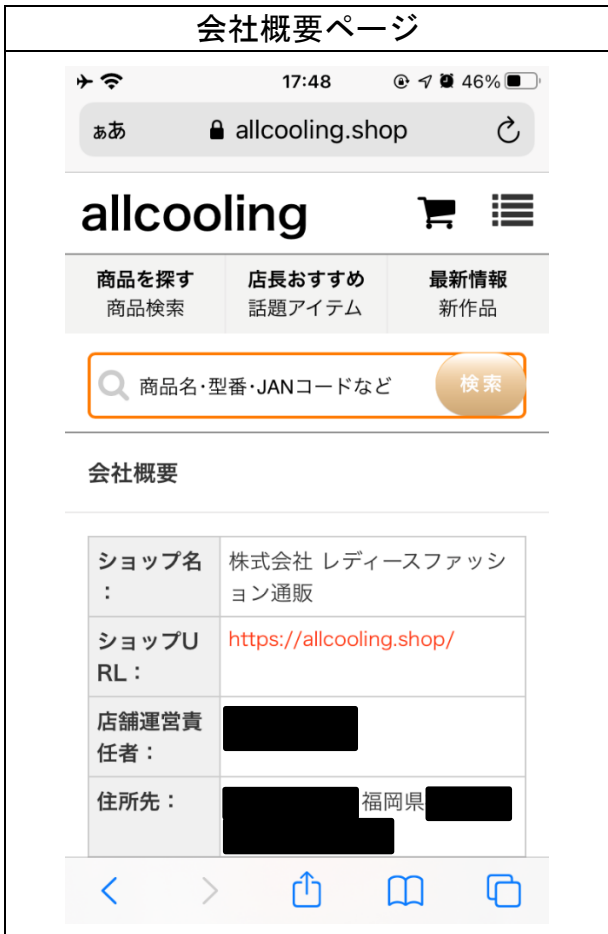 会社概要ページ
17:48 46%
ぁあ allcooling.shop
allcooling
商品を探す 店長おすすめ 最新情報
商品検索 話題アイテム 新作品
商品名･型番･JANコードなど 検索
会社概要
ショップ名 株式会社 レディースファッシ
： ョン通販
ショップU https://allcooling.shop/
RL：
店舗運営責
任者：
住所先： 福岡県